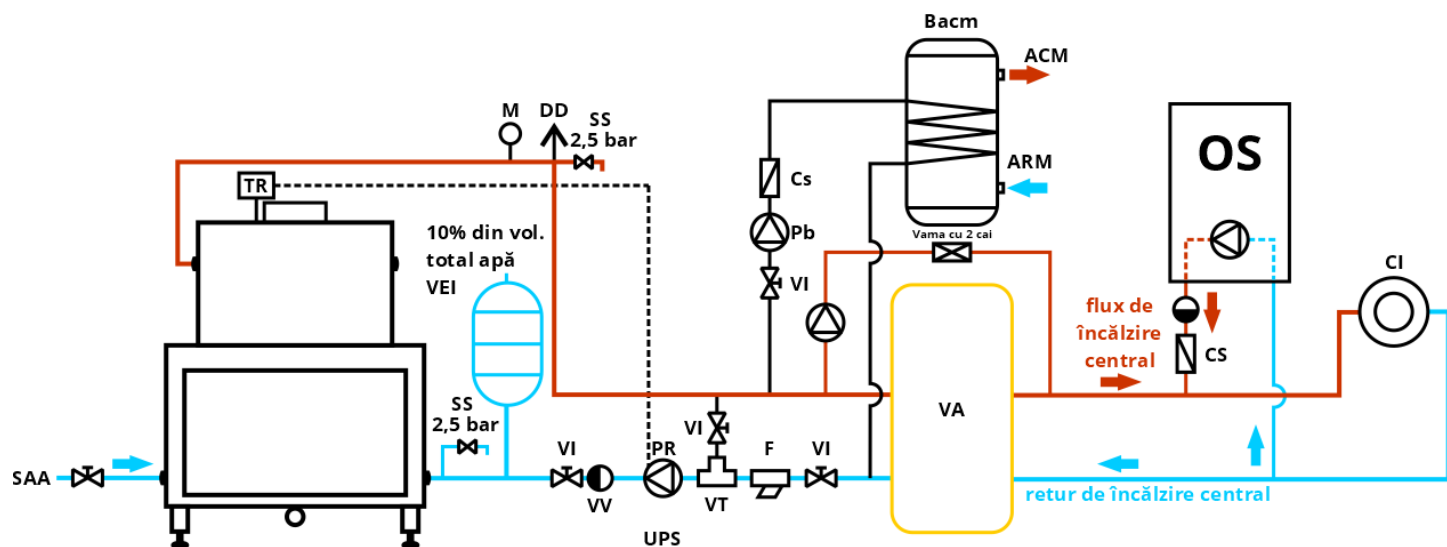 Bacm
ACM
M
DD
SS
2,5 bar
OS
ARM
Cs
TR
10% din vol.
total apă
VEI
Pb
Vama cu 2 cai
VI
CI
flux de
încălzire
central
CS
VA
SS
2,5 bar
VI
VI
PR
F
VI
SAA
VV
VT
retur de încălzire central
UPS